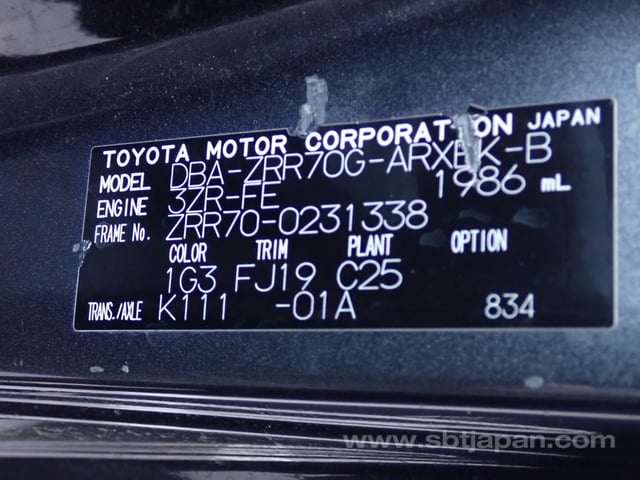 TOYOTA MOTOR CORPORATION JAPAN
MODEL DBA-ZRR70G-ARXEK-B
ENGINE 3ZR-FE 1986 mL
FRAME No. ZRR70-0231338
COLOR TRIM PLANT OPTION
1G3 FJ19 C25
TRANS./AXLE K111 -01A 834
www.sbtjapan.com